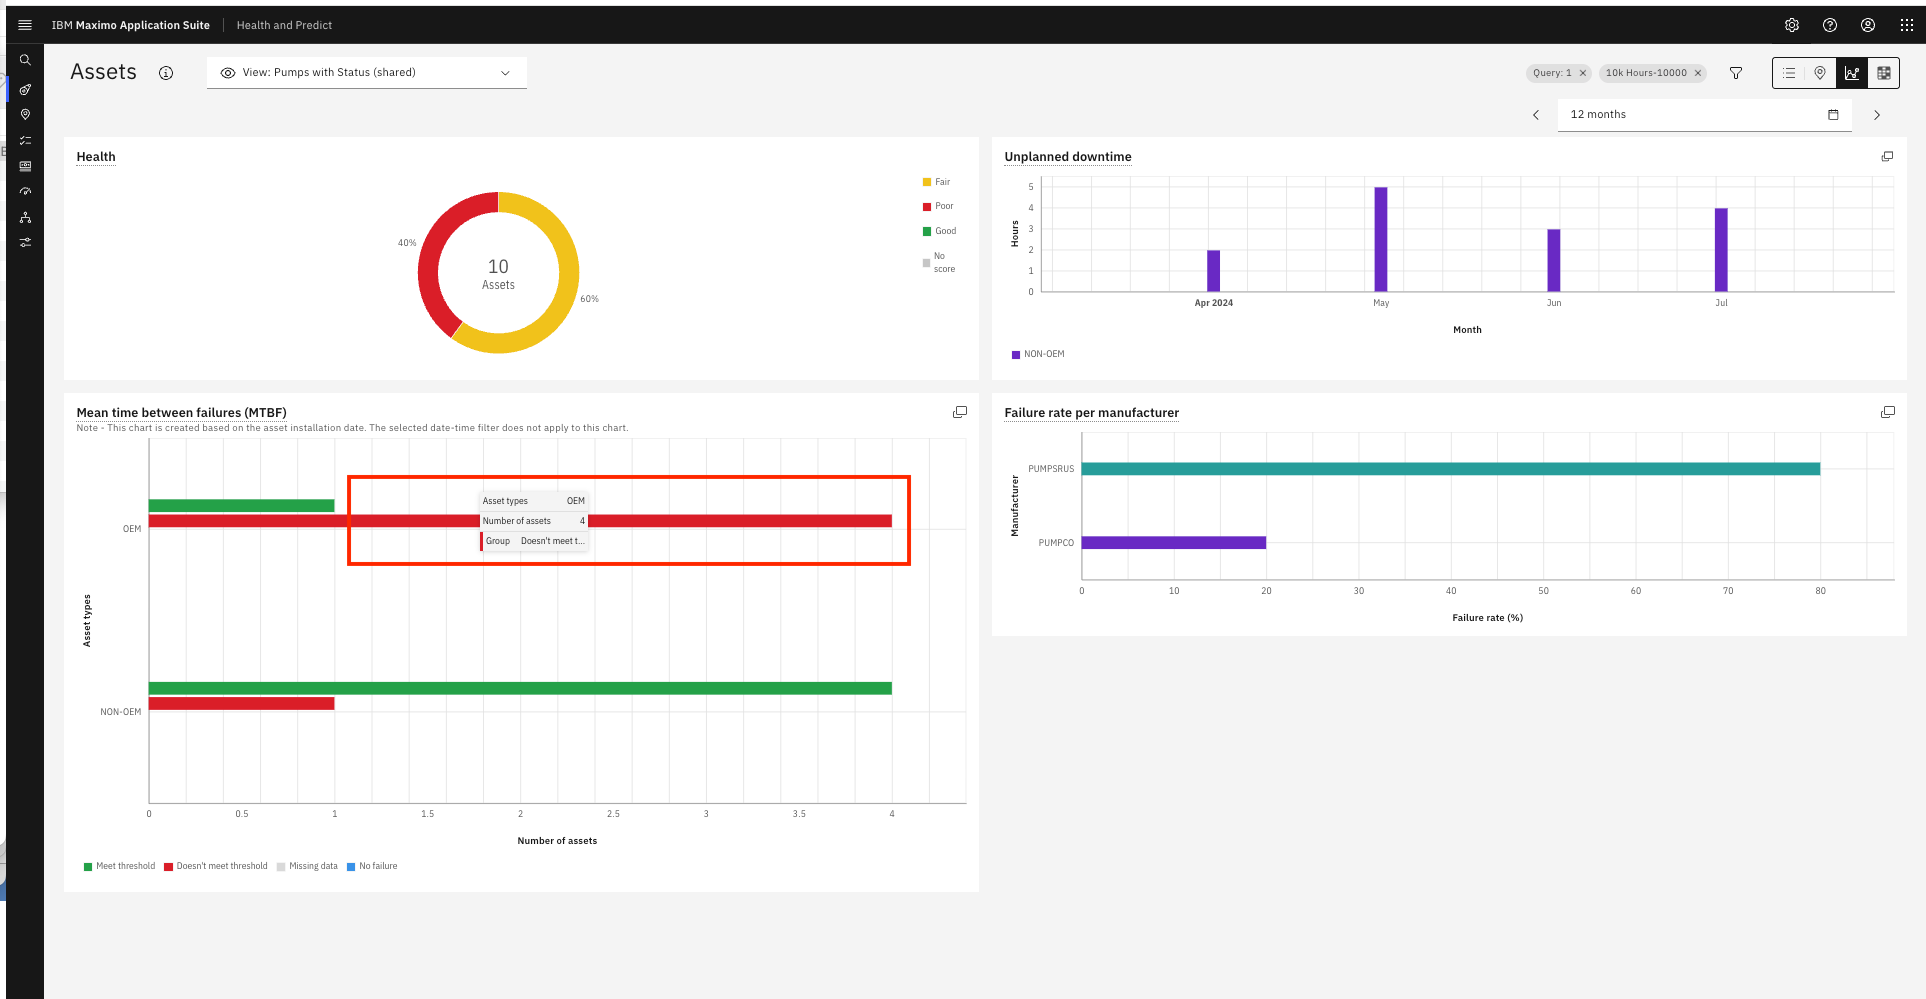 IBM Maximo Application Suite | Health and Predict
Assets
View: Pumps with Status (shared)
Query: 1
10k Hours-10000
12 months
Health
Fair
Poor
Good
No
score
40%
10
Assets
60%
Unplanned downtime
Hours
5
4
3
2
1
0
Apr 2024 May Jun Jul
Month
NON-OEM
Mean time between failures (MTBF)
Note - This chart is created based on the asset installation date. The selected date-time filter does not apply to this chart.
Asset types
OEM
NON-OEM
Asset types OEM
Number of assets 4
Group Doesn't meet t...
0 0.5 1 1.5 2 2.5 3 3.5 4
Number of assets
Meet threshold Doesn't meet threshold Missing data No failure
Failure rate per manufacturer
Manufacturer
PUMPSRUS
PUMPCO
0 10 20 30 40 50 60 70 80
Failure rate (%)